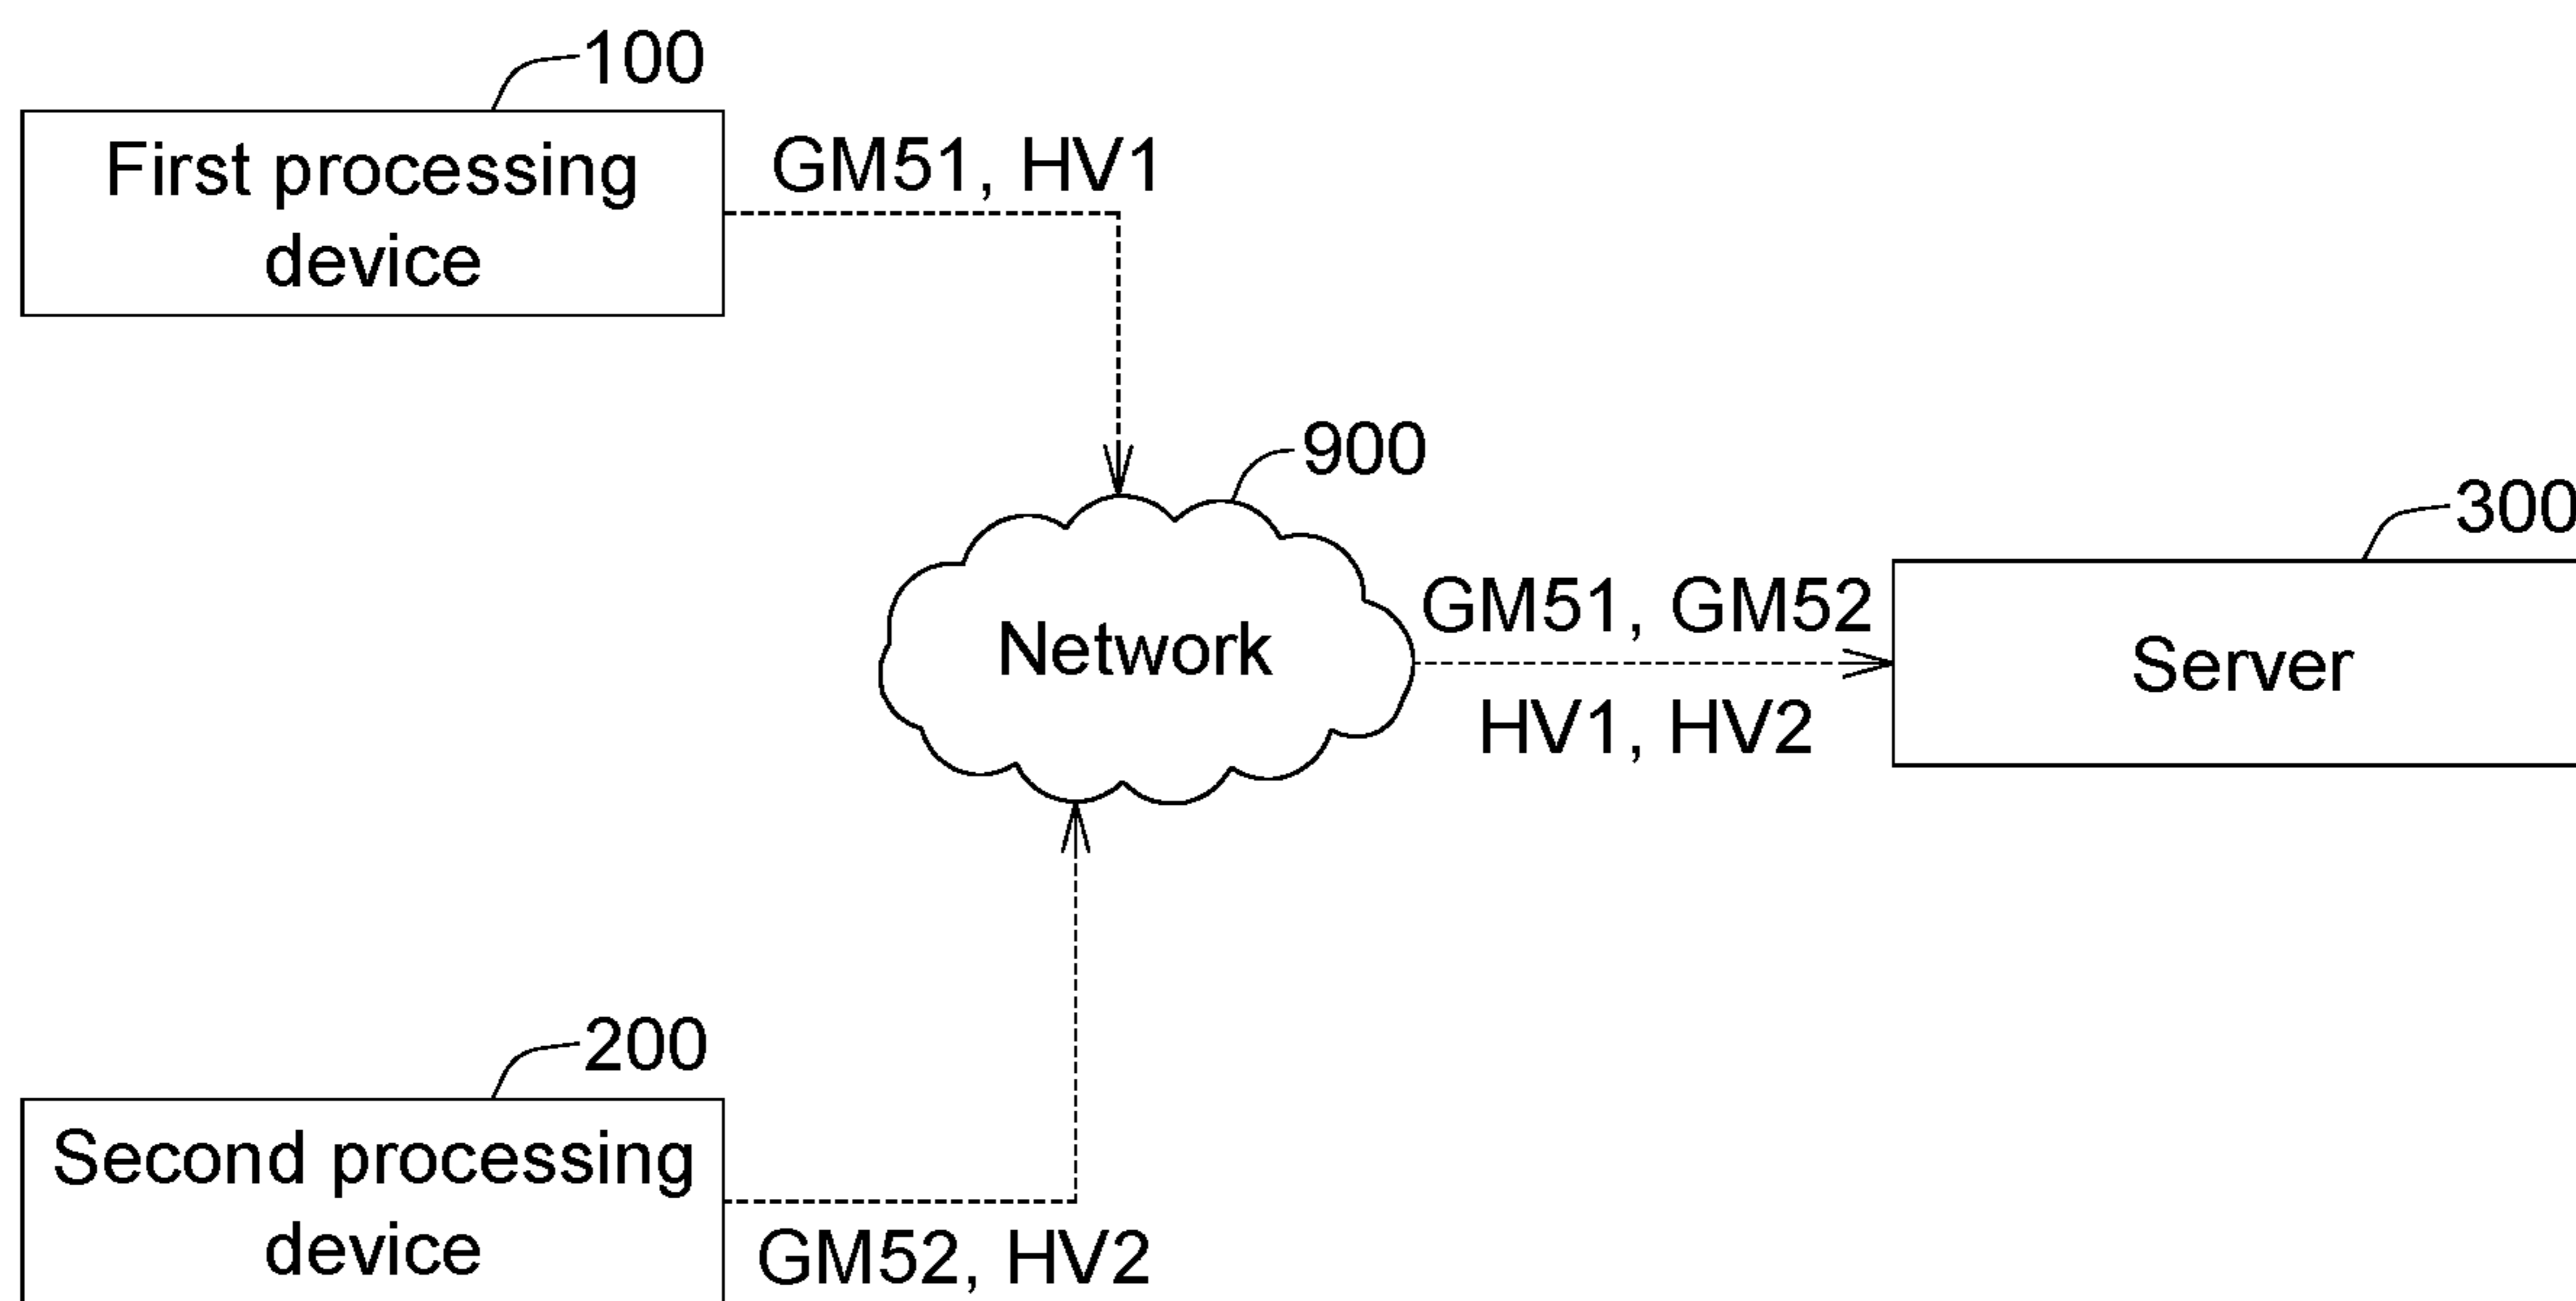 100
First processing
device
GM51, HV1
900
Network
300
GM51, GM52
HV1, HV2
Server
200
Second processing
device
GM52, HV2